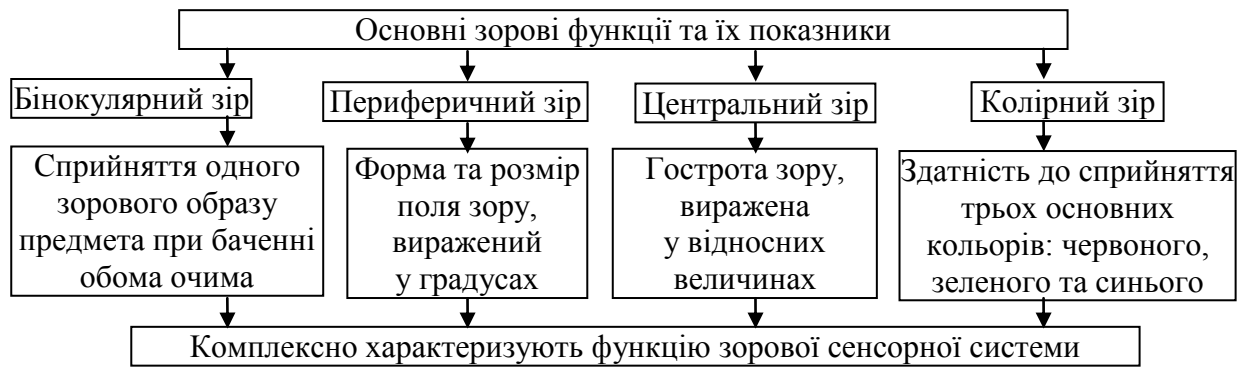 Основні зорові функції та їх показники
Бінокулярний зір
Периферичний зір
Центральний зір
Колірний зір
Сприйняття одного
зорового образу
предмета при баченні
обома очима
Форма та розмір
поля зору,
виражений
у градусах
Гострота зору,
виражена
у відносних
величинах
Здатність до сприйняття
трьох основних
кольорів: червоного,
зеленого та синього
Комплексно характеризують функцію зорової сенсорної системи